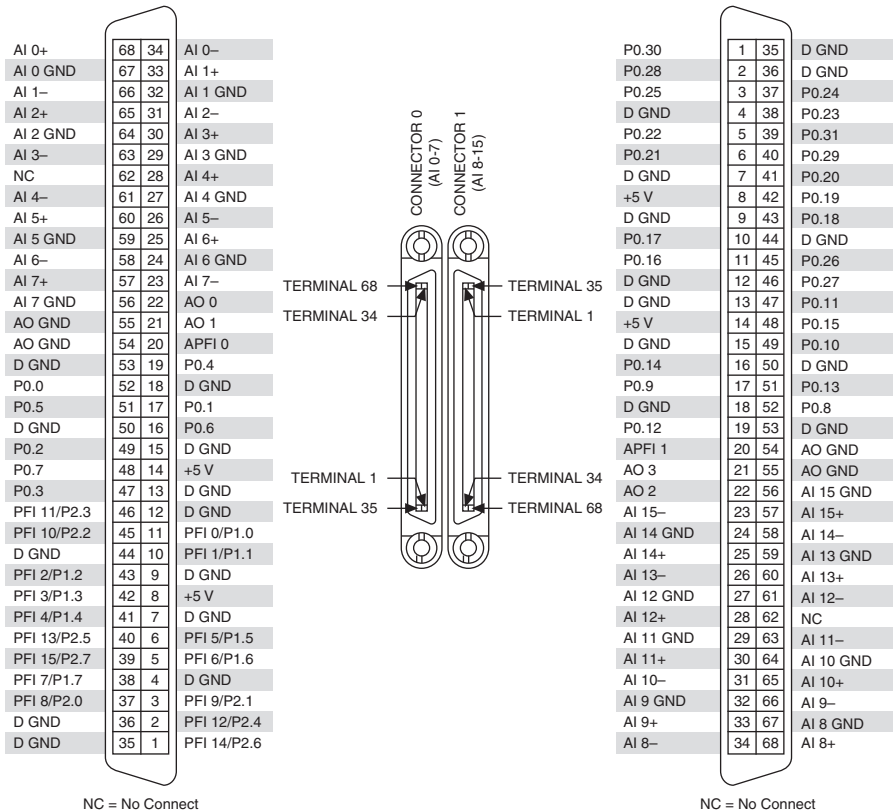 AI 0+ 68 34 AI 0–
AI 0 GND 67 33 AI 1+
AI 1– 66 32 AI 1 GND
AI 2+ 65 31 AI 2–
AI 2 GND 64 30 AI 3+
AI 3– 63 29 AI 3 GND
NC 62 28 AI 4+
AI 4– 61 27 AI 4 GND
AI 5+ 60 26 AI 5–
AI 5 GND 59 25 AI 6+
AI 6– 58 24 AI 6 GND
AI 7+ 57 23 AI 7–
AI 7 GND 56 22 AO 0
AO GND 55 21 AO 1
AO GND 54 20 APFI 0
D GND 53 19 P0.4
P0.0 52 18 D GND
P0.5 51 17 P0.1
D GND 50 16 P0.6
P0.2 49 15 D GND
P0.7 48 14 +5 V
P0.3 47 13 D GND
PFI 11/P2.3 46 12 D GND
PFI 10/P2.2 45 11 PFI 0/P1.0
D GND 44 10 PFI 1/P1.1
PFI 2/P1.2 43 9 D GND
PFI 3/P1.3 42 8 +5 V
PFI 4/P1.4 41 7 D GND
PFI 13/P2.5 40 6 PFI 5/P1.5
PFI 15/P2.7 39 5 PFI 6/P1.6
PFI 7/P1.7 38 4 D GND
PFI 8/P2.0 37 3 PFI 9/P2.1
D GND 36 2 PFI 12/P2.4
D GND 35 1 PFI 14/P2.6
NC = No Connect
CONNECTOR 0
(AI 0-7)
CONNECTOR 1
(AI 8-15)
TERMINAL 68
TERMINAL 35
TERMINAL 34
TERMINAL 1
TERMINAL 1
TERMINAL 34
TERMINAL 35
TERMINAL 68
P0.30 1 35 D GND
P0.28 2 36 D GND
P0.25 3 37 P0.24
D GND 4 38 P0.23
P0.22 5 39 P0.31
P0.21 6 40 P0.29
D GND 7 41 P0.20
+5 V 8 42 P0.19
D GND 9 43 P0.18
P0.17 10 44 D GND
P0.16 11 45 P0.26
D GND 12 46 P0.27
D GND 13 47 P0.11
+5 V 14 48 P0.15
D GND 15 49 P0.10
P0.14 16 50 D GND
P0.9 17 51 P0.13
D GND 18 52 P0.8
P0.12 19 53 D GND
APFI 1 20 54 AO GND
AO 3 21 55 AO GND
AO 2 22 56 AI 15 GND
AI 15– 23 57 AI 15+
AI 14 GND 24 58 AI 14–
AI 14+ 25 59 AI 13 GND
AI 13– 26 60 AI 13+
AI 12 GND 27 61 AI 12–
AI 12+ 28 62 NC
AI 11 GND 29 63 AI 11–
AI 11+ 30 64 AI 10 GND
AI 10– 31 65 AI 10+
AI 9 GND 32 66 AI 9–
AI 9+ 33 67 AI 8 GND
AI 8– 34 68 AI 8+
NC = No Connect